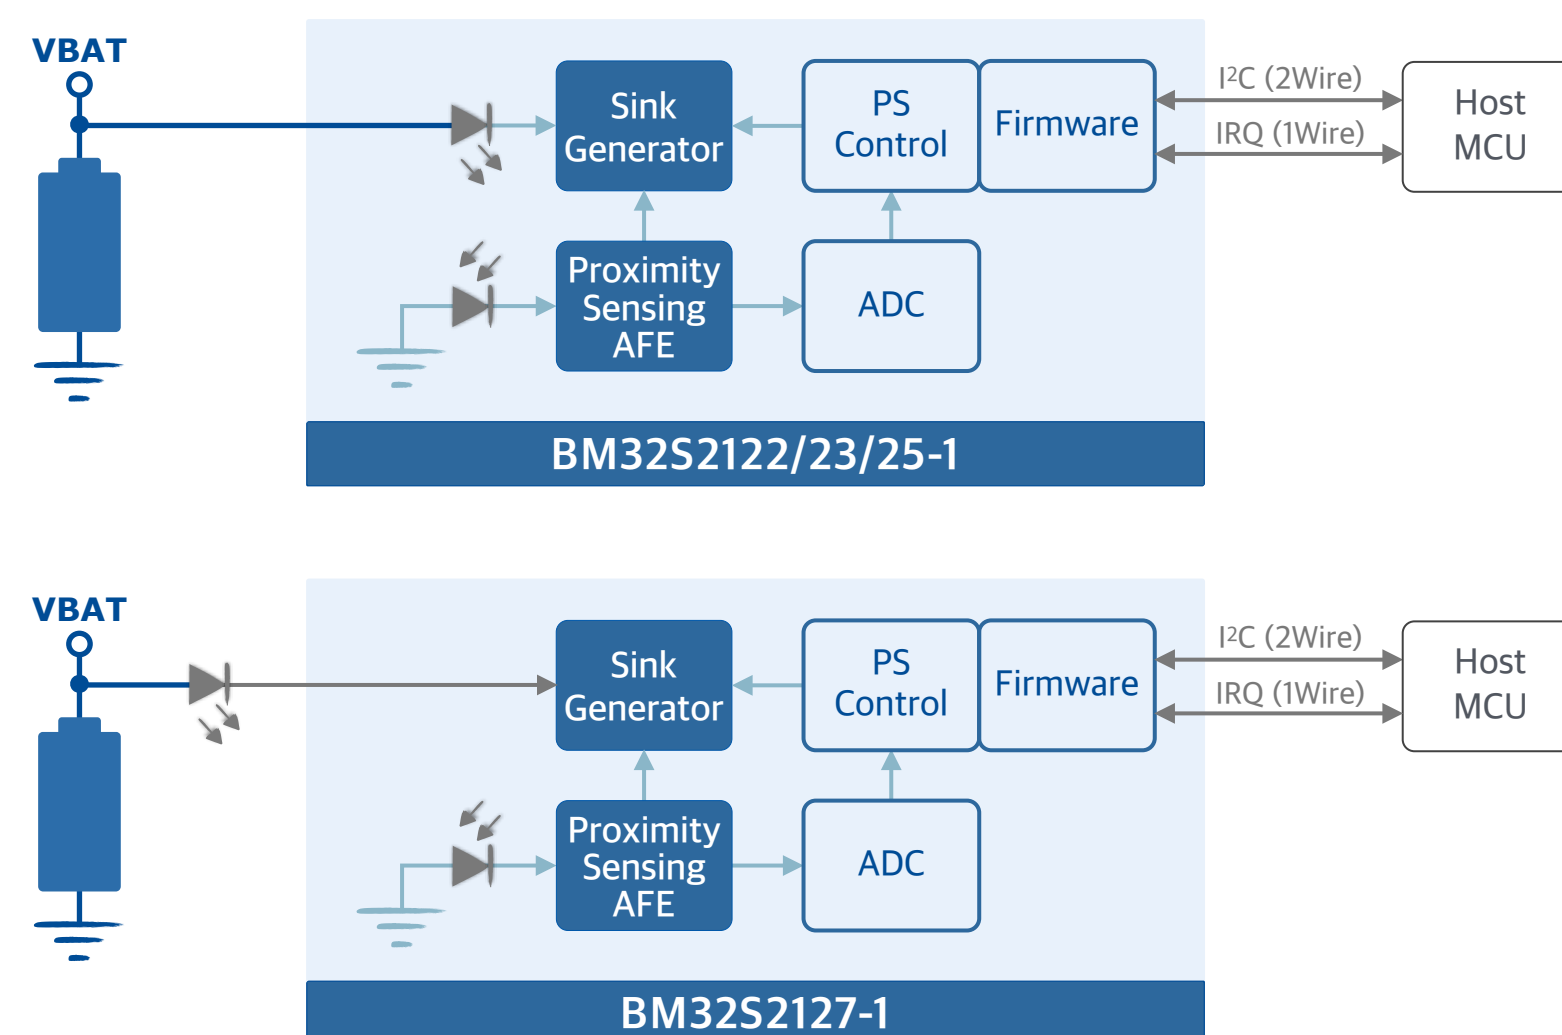 VBAT
Sink
Generator
PS
Control
Firmware
I²C (2Wire)
IRQ (1Wire)
Host
MCU
Proximity
Sensing
AFE
ADC
BM32S2122/23/25-1
VBAT
Sink
Generator
PS
Control
Firmware
I²C (2Wire)
IRQ (1Wire)
Host
MCU
Proximity
Sensing
AFE
ADC
BM32S2127-1